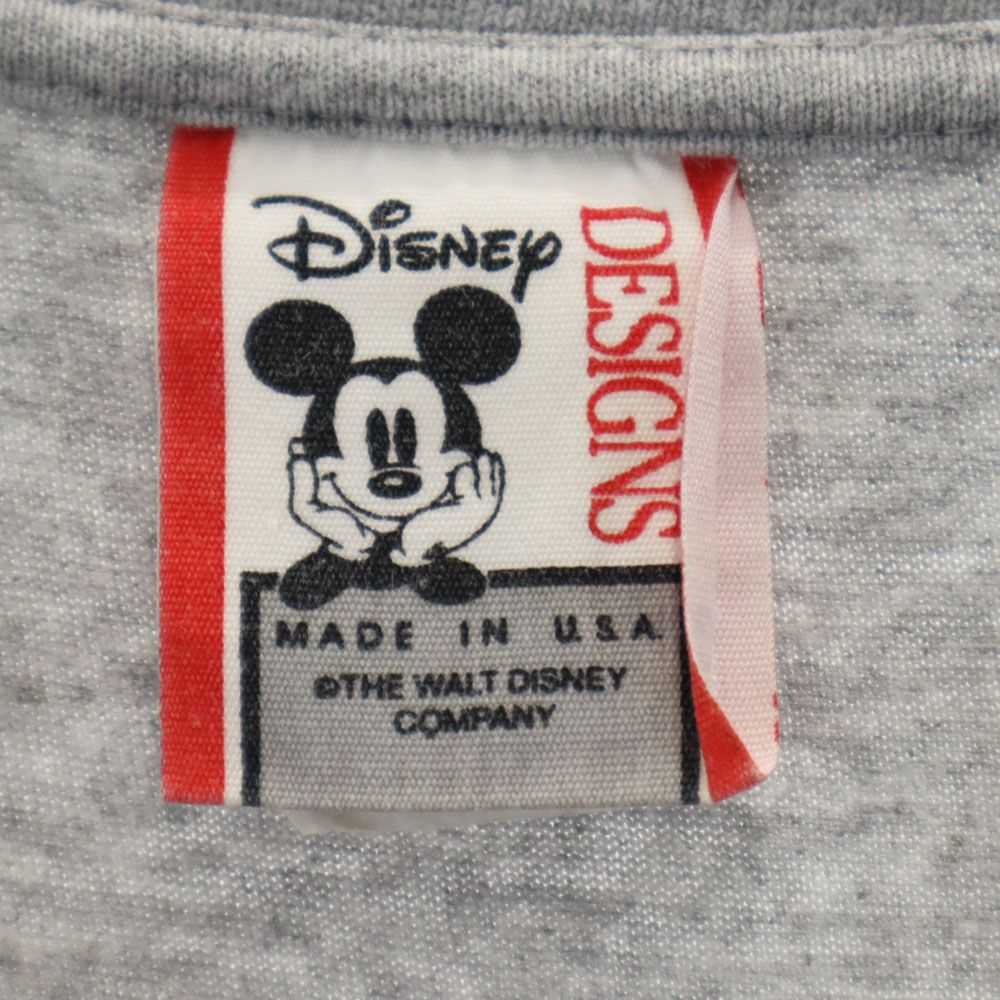 Disney
DESIGNS
MADE IN U.S.A.
©THE WALT DISNEY
COMPANY